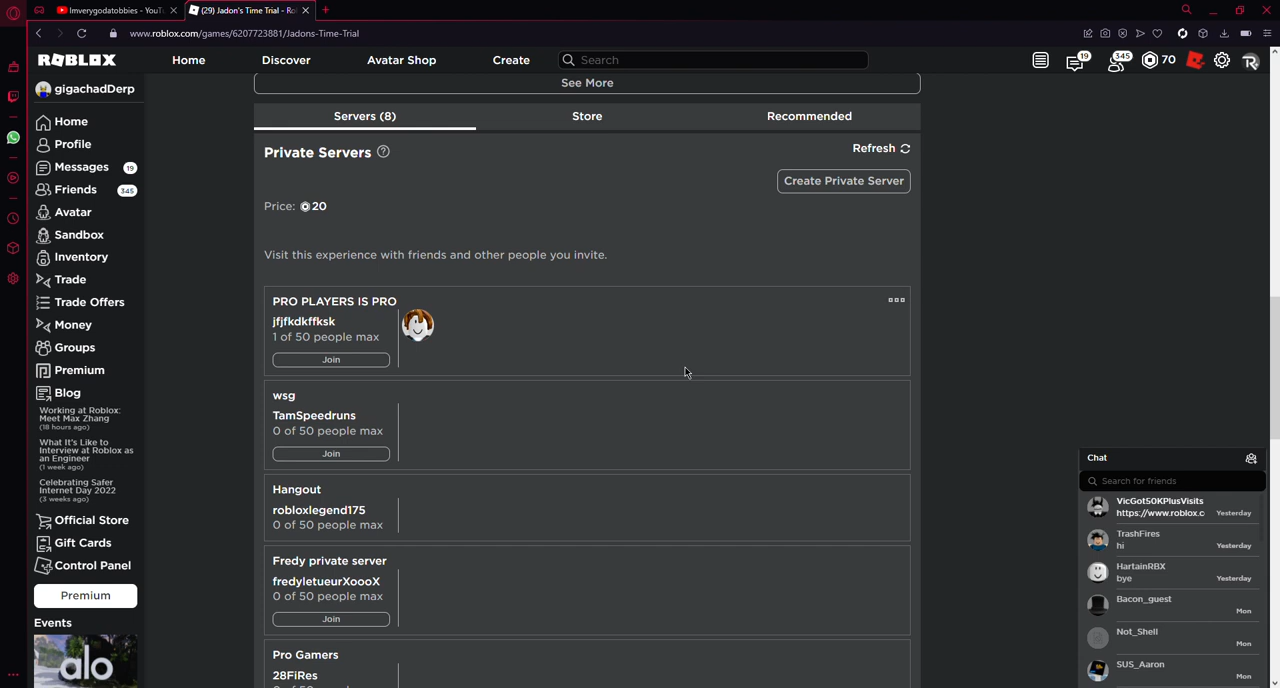 Imverygodatobbies - YouT
(29) Jadon's Time Trial - Ro
www.roblox.com/games/6207723881/Jadons-Time-Trial
ROBLOX
Home
Discover
Avatar Shop
Create
Search
19
345
70
gigachadDerp
Home
Profile
Messages 19
Friends 345
Avatar
Sandbox
Inventory
Trade
Trade Offers
Money
Groups
Premium
Blog
Working at Roblox:
Meet Max Zhang
(18 hours ago)
What It's Like to
Interview at Roblox as
an Engineer
(1 week ago)
Celebrating Safer
Internet Day 2022
(3 weeks ago)
Official Store
Gift Cards
Control Panel
Premium
Events
alo
See More
Servers (8)
Store
Recommended
Private Servers
Refresh
Create Private Server
Price: 20
Visit this experience with friends and other people you invite.
PRO PLAYERS IS PRO
jfjfkdkffksk
1 of 50 people max
Join
wsg
TamSpeedruns
0 of 50 people max
Join
Hangout
robloxlegend175
0 of 50 people max
Fredy private server
fredyletueurXoooX
0 of 50 people max
Join
Pro Gamers
28FiRes
Chat
Search for friends
VicGot50KPlusVisits
https://www.roblox.c Yesterday
TrashFires
hi Yesterday
HartainRBX
bye Yesterday
Bacon_guest
Mon
Not_Shell
Mon
SUS_Aaron
Mon